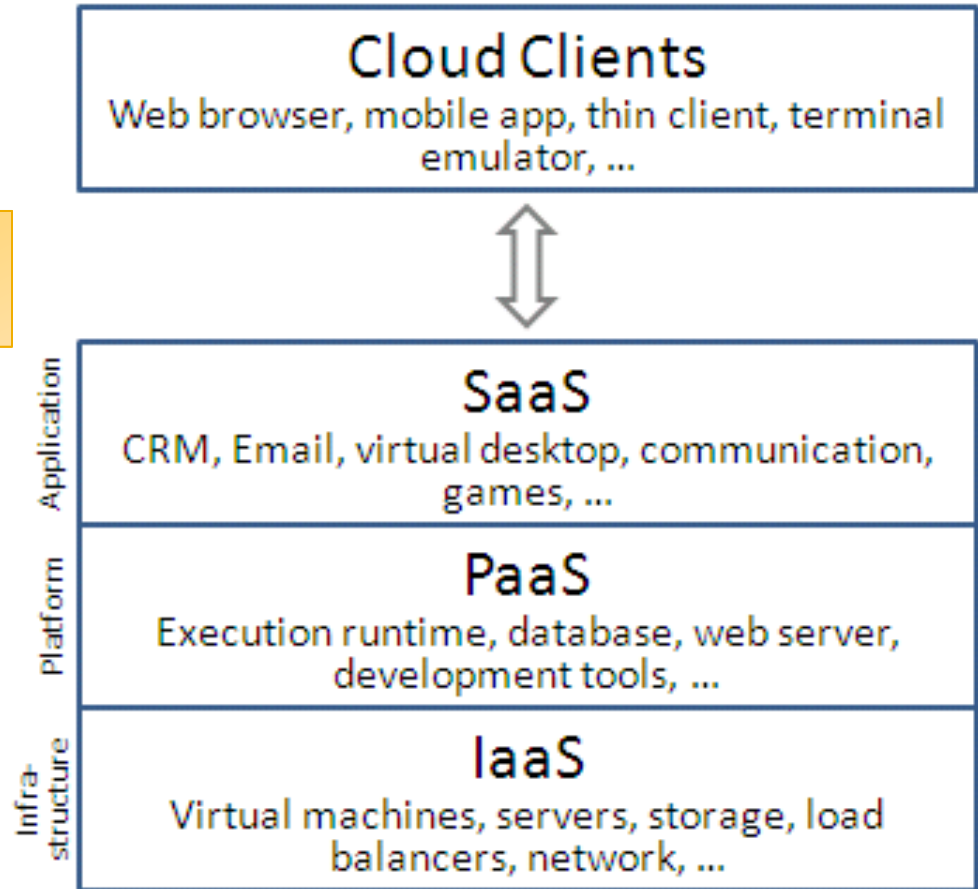 Cloud Clients
Web browser, mobile app, thin client, terminal
emulator, ...
Application
SaaS
CRM, Email, virtual desktop, communication,
games, ...
Platform
PaaS
Execution runtime, database, web server,
development tools, ...
Infra-
structure
IaaS
Virtual machines, servers, storage, load
balancers, network, ...